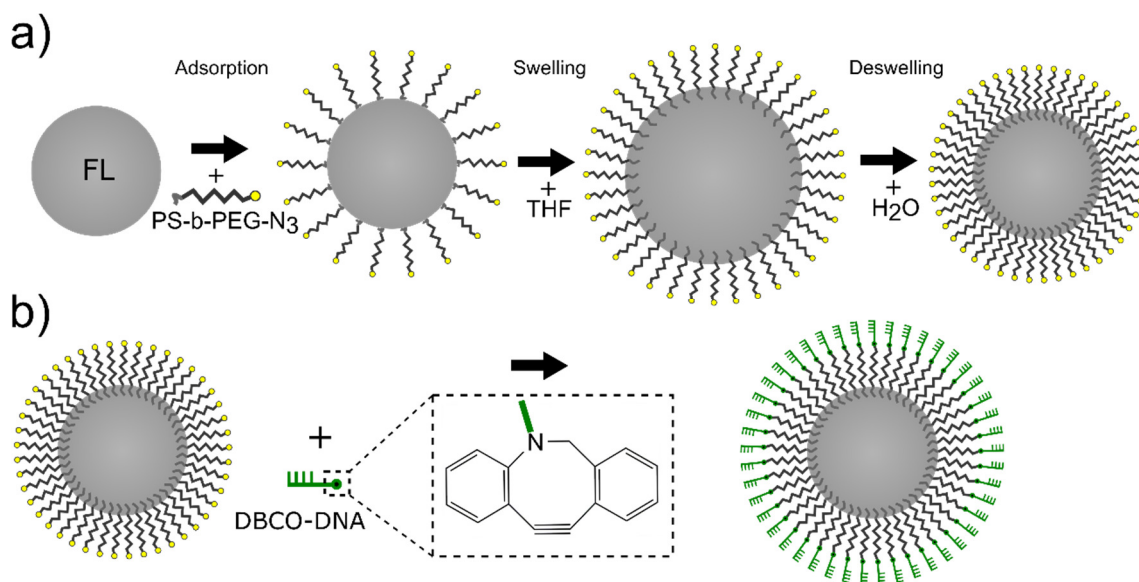 a)
Adsorption
Swelling
Deswelling
FL
+
PS-b-PEG-N3
+
THF
+
H2O
b)
+
DBCO-DNA
N